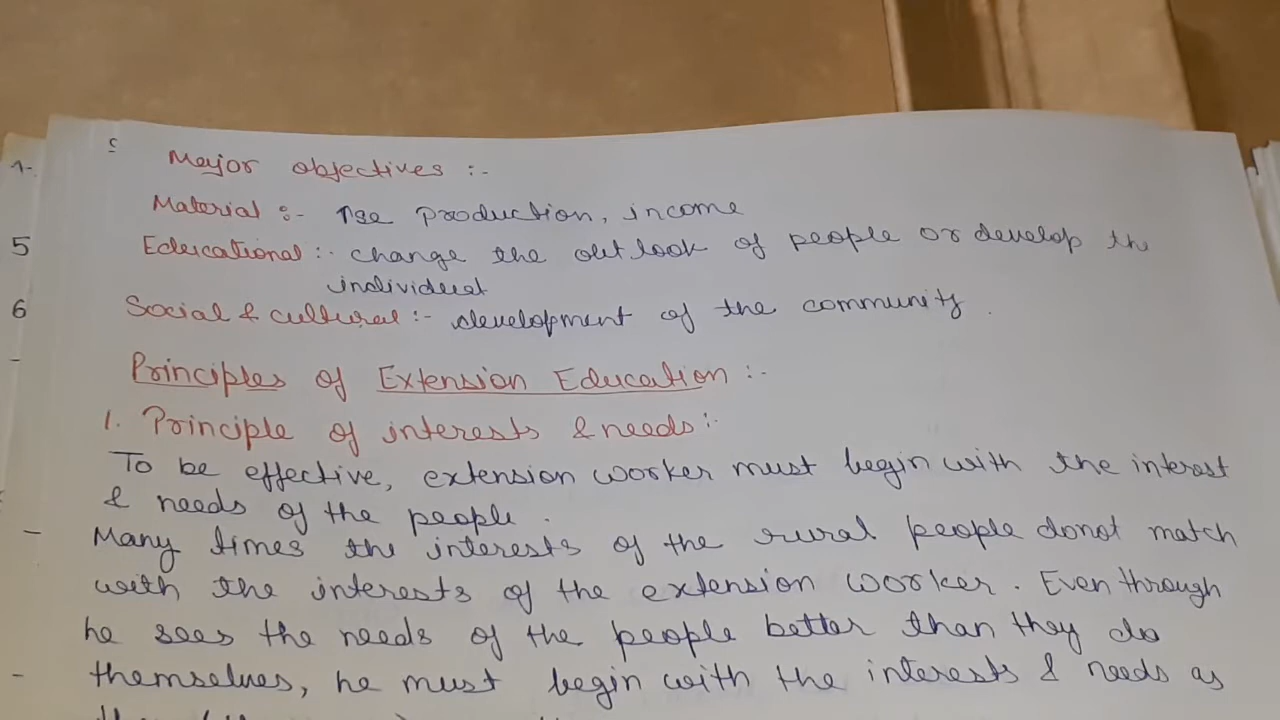 Major objectives :-
Material :- ↑se production, income
Educational :- change the outlook of people or develop the
individual
Social & cultural :- development of the community.
Principles of Extension Education :-
1. Principle of interests & needs :-
To be effective, extension worker must begin with the interest
& needs of the people.
Many times the interests of the rural people donot match
with the interests of the extension worker. Even through
he sees the needs of the people better than they do
themselves, he must begin with the interests & needs as
5
6